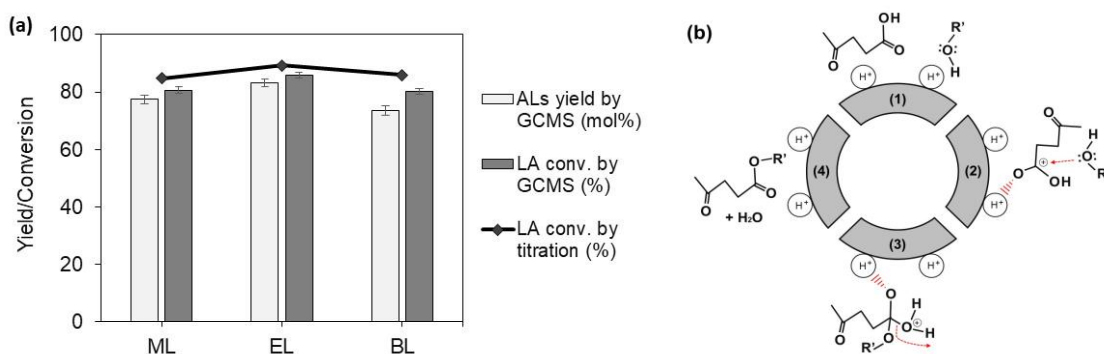 (a)
100
80
60
40
20
0
Yield/Conversion
ML
EL
BL
ALs yield by
GCMS (mol%)
LA conv. by
GCMS (%)
LA conv. by
titration (%)
(b)
OH
O
O
R'
:O:
H
H⁺
H⁺
(1)
H⁺
H⁺
(2)
O
O
OH
⊕
H
:O:
R
H⁺
H⁺
(3)
O
O
O
R'
O
H
H
⊕
H⁺
H⁺
(4)
O
R'
O
O
+ H₂O